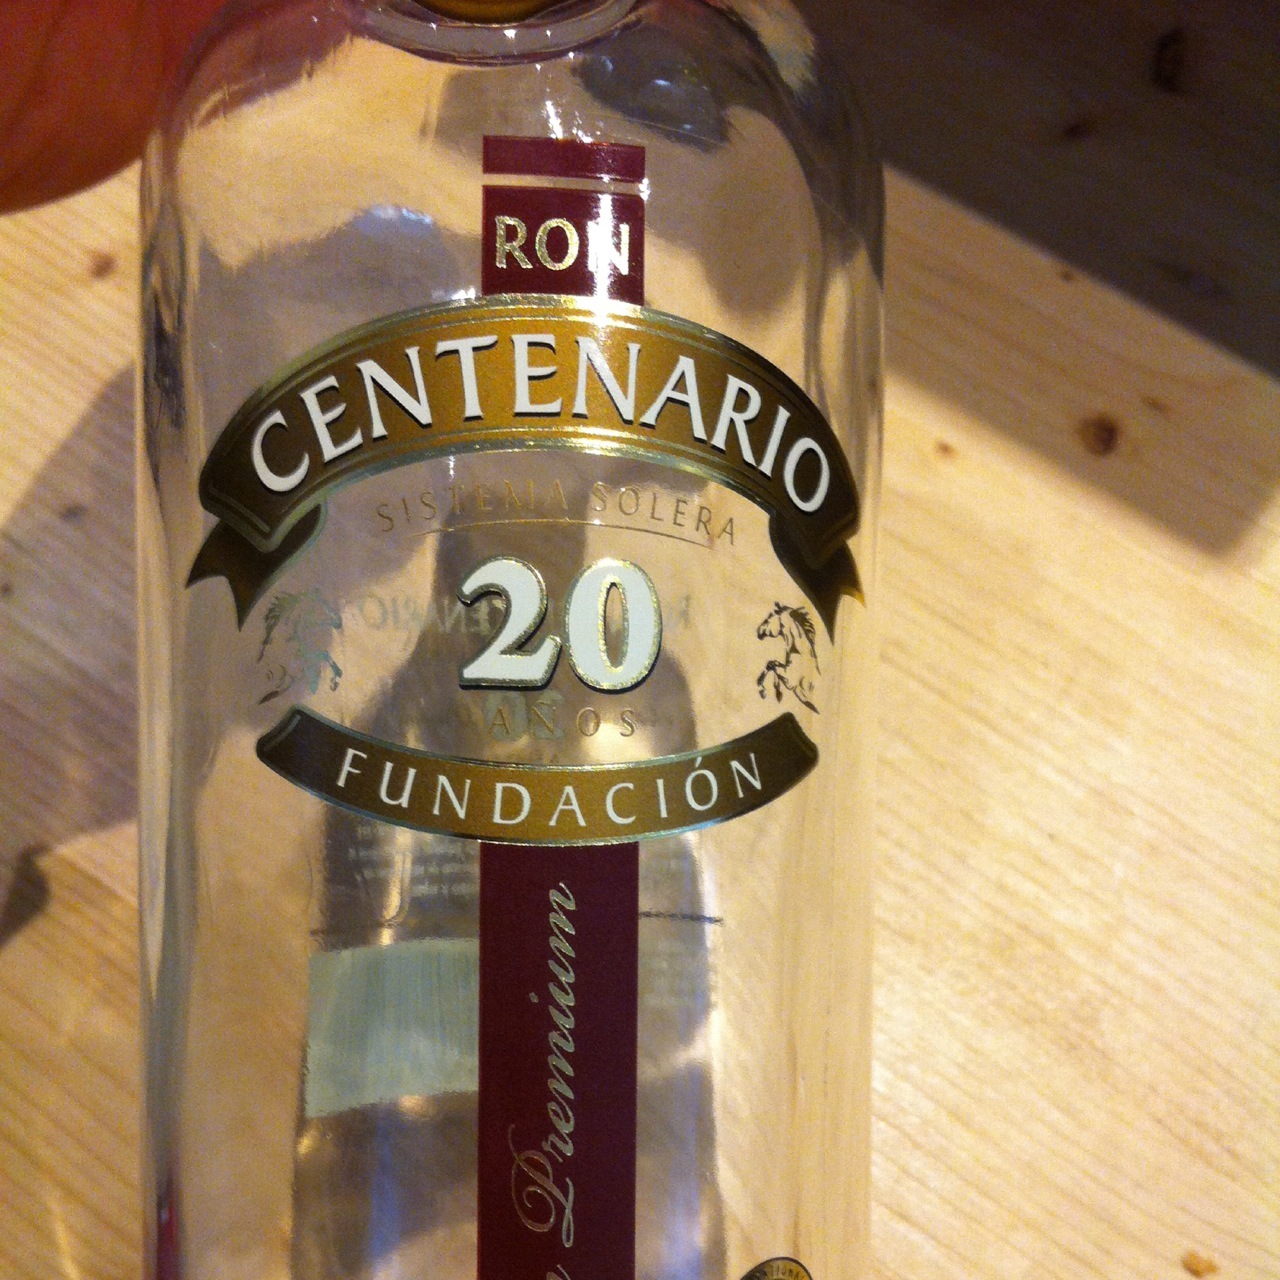 RON
CENTENARIO
SISTEMA SOLERA
20
AÑOS
FUNDACIÓN
Premium